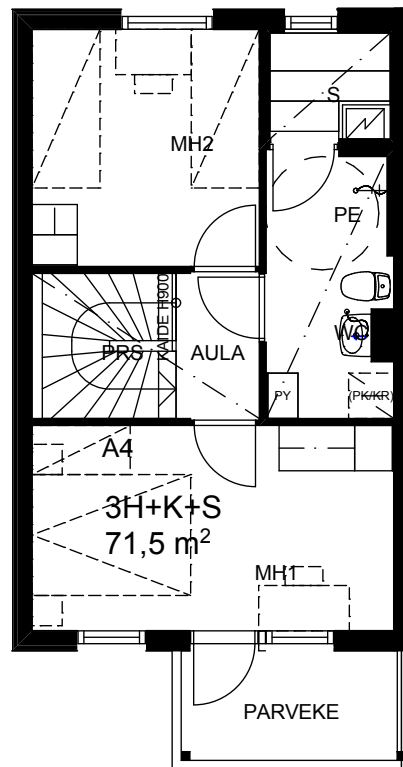 S
MH2
PE
WC
KAIDE H900
PRS
AULA
PY
(PK/KR)
A4
3H+K+S
71,5 m²
MH1
PARVEKE